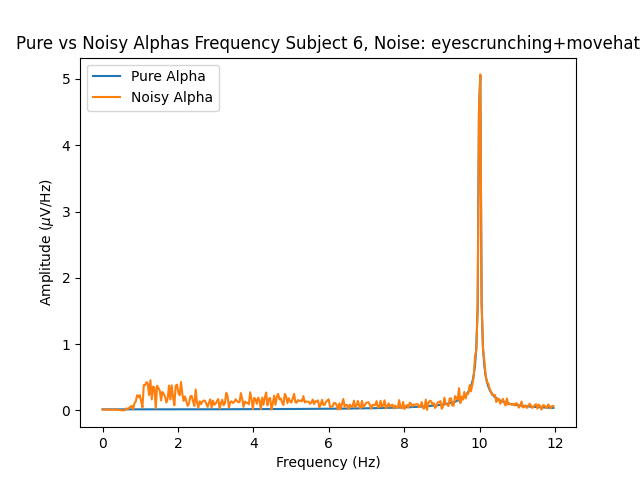 Pure vs Noisy Alphas Frequency Subject 6, Noise: eyescrunching+movehat
Pure Alpha
Noisy Alpha
Amplitude (μV/Hz)
5
4
3
2
1
0
0 2 4 6 8 10 12
Frequency (Hz)